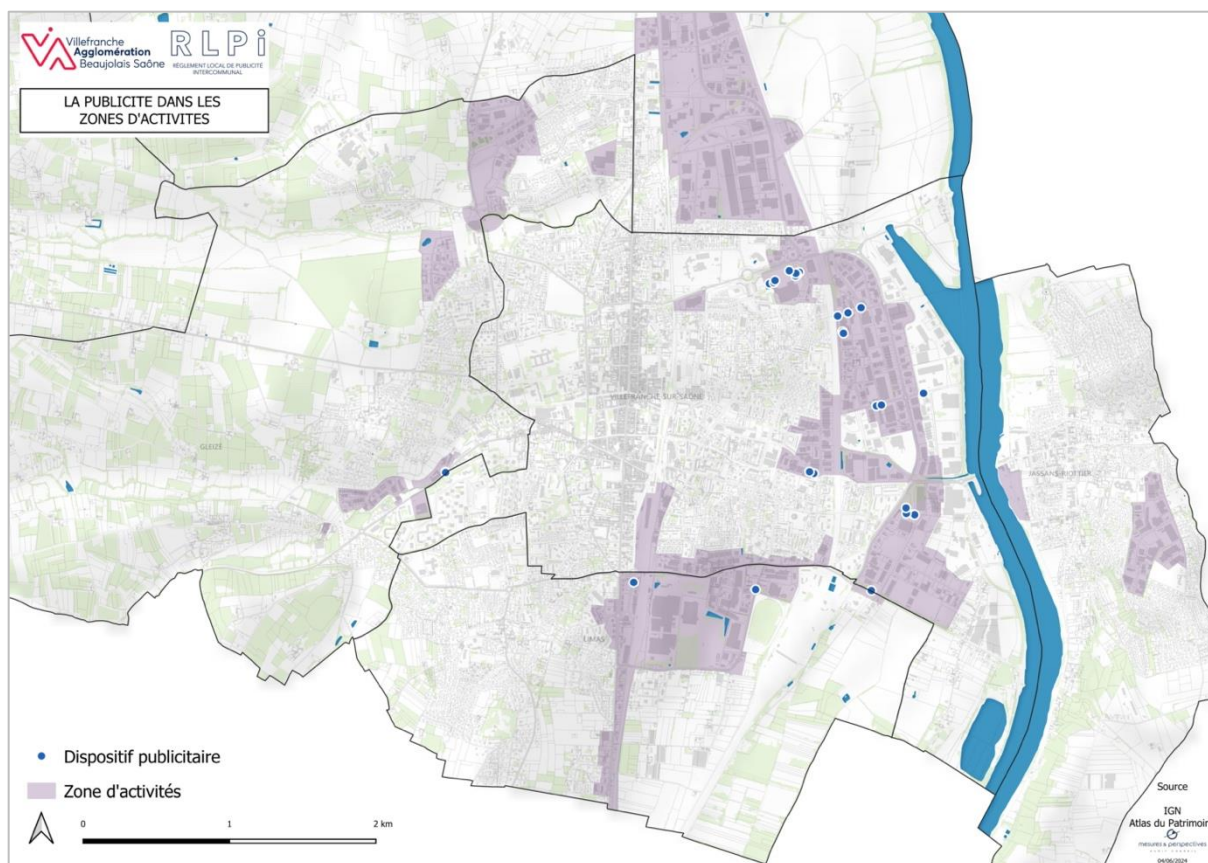 Villefranche
Agglomération
Beaujolais Saône
RLPi
RÈGLEMENT LOCAL DE PUBLICITÉ
INTERCOMMUNAL
LA PUBLICITE DANS LES
ZONES D'ACTIVITES
VILLEFRANCHE-SUR-SAÔNE
GLEIZÉ
JASSANS-RIOTTIER
LIMAS
Dispositif publicitaire
Zone d'activités
0 1 2 km
Source
IGN
Atlas du Patrimoir
mesures & perspectives
04/06/2024